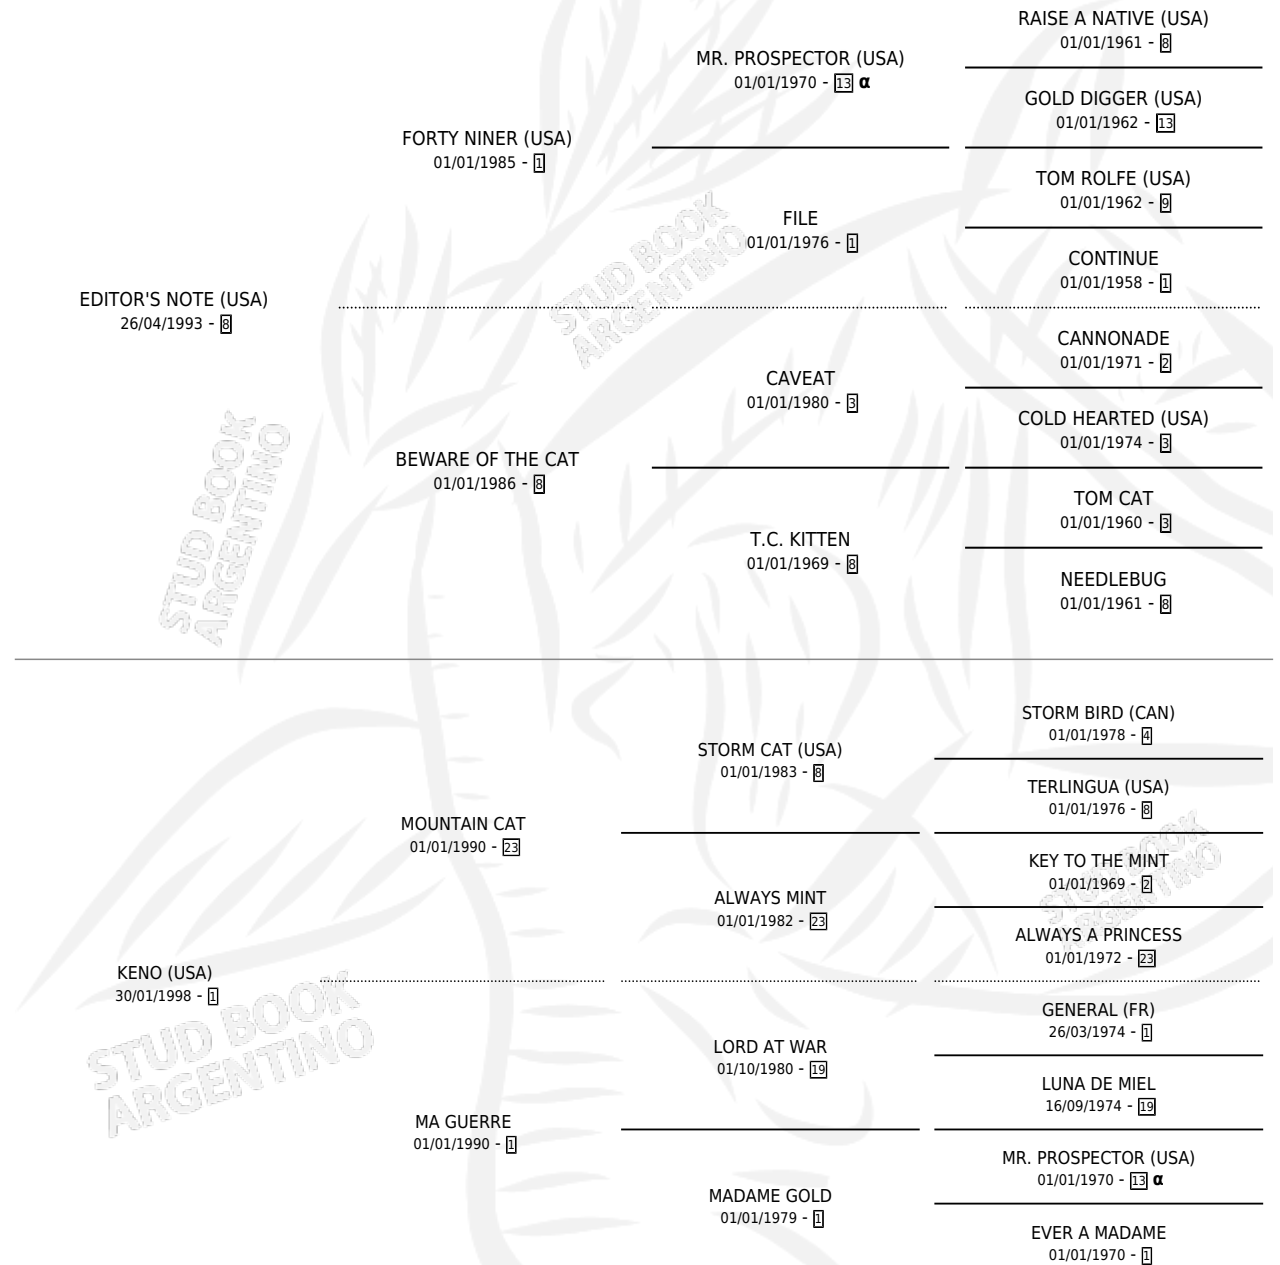 RAISE A NATIVE (USA)
01/01/1961 - 8
MR. PROSPECTOR (USA)
01/01/1970 - 13 α
GOLD DIGGER (USA)
01/01/1962 - 13
FORTY NINER (USA)
01/01/1985 - 1
TOM ROLFE (USA)
01/01/1962 - 9
FILE
01/01/1976 - 1
CONTINUE
01/01/1958 - 1
EDITOR'S NOTE (USA)
26/04/1993 - 8
CANNONADE
01/01/1971 - 2
CAVEAT
01/01/1980 - 3
COLD HEARTED (USA)
01/01/1974 - 3
BEWARE OF THE CAT
01/01/1986 - 8
TOM CAT
01/01/1960 - 3
T.C. KITTEN
01/01/1969 - 8
NEEDLEBUG
01/01/1961 - 8
STORM BIRD (CAN)
01/01/1978 - 4
STORM CAT (USA)
01/01/1983 - 8
TERLINGUA (USA)
01/01/1976 - 8
MOUNTAIN CAT
01/01/1990 - 23
KEY TO THE MINT
01/01/1969 - 2
ALWAYS MINT
01/01/1982 - 23
ALWAYS A PRINCESS
01/01/1972 - 23
KENO (USA)
30/01/1998 - 1
GENERAL (FR)
26/03/1974 - 1
LORD AT WAR
01/10/1980 - 19
LUNA DE MIEL
16/09/1974 - 19
MA GUERRE
01/01/1990 - 1
MR. PROSPECTOR (USA)
01/01/1970 - 13 α
MADAME GOLD
01/01/1979 - 1
EVER A MADAME
01/01/1970 - 1
STUD BOOK
ARGENTINO
STUD BOOK
ARGENTINO
STUD BOOK
ARGENTINO
STUD BOOK
ARGENTINO